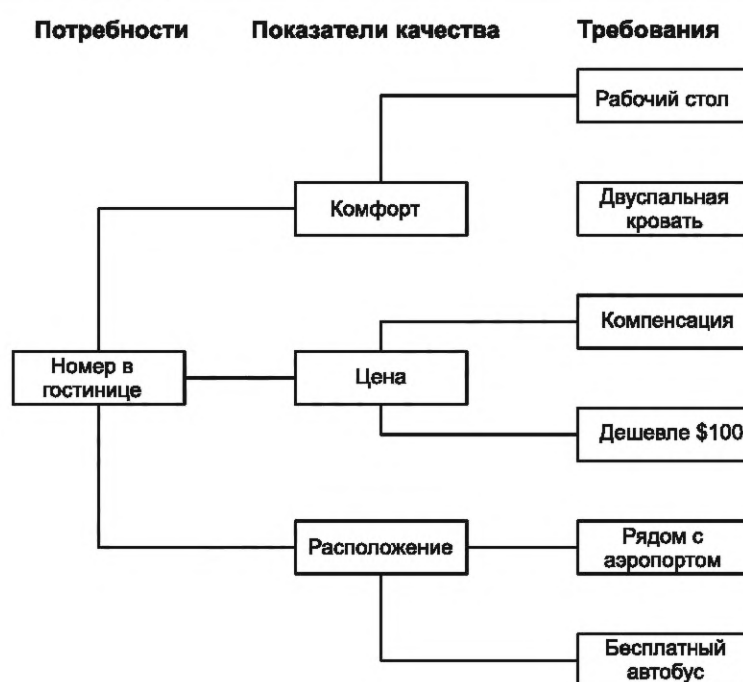 Потребности Показатели качества Требования
Рабочий стол
Комфорт
Двуспальная
кровать
Компенсация
Номер в
гостинице
Цена
Дешевле $100
Расположение
Рядом с
аэропортом
Бесплатный
автобус